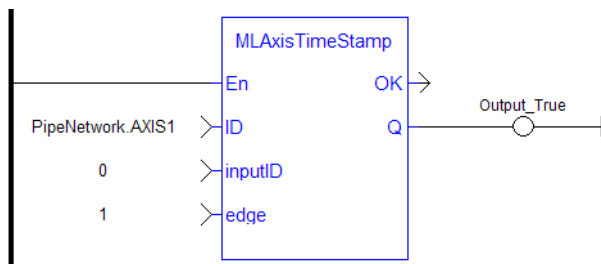 MLAxisTimeStamp
En OK
Output_True
PipeNetwork.AXIS1 ID Q
0 inputID
1 edge